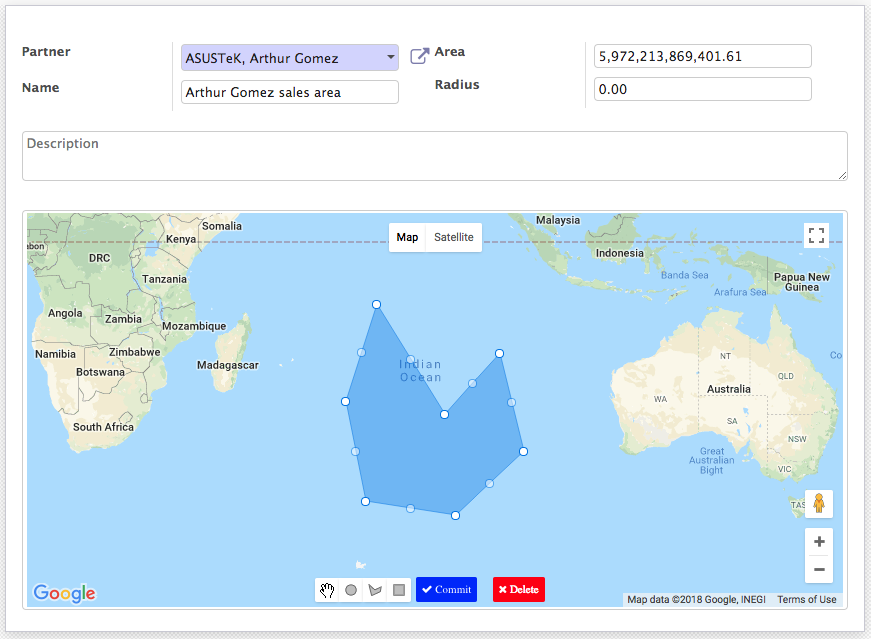 Partner
ASUSTeK, Arthur Gomez
Area
5,972,213,869,401.61
Name
Arthur Gomez sales area
Radius
0.00
Description
Somalia
Malaysia
Map
Satellite
Kenya
bon
DRC
Indonesia
Banda Sea
Papua New
Guinea
Tanzania
Arafura Sea
Angola
Zambia
Mozambique
Namibia
Zimbabwe
Botswana
Madagascar
Indian
Ocean
NT
Co
QLD
Australia
WA
South Africa
SA
NSW
Great
Australian
Bight
VIC
TAS
Google
Commit
Delete
Map data ©2018 Google, INEGI
Terms of Use